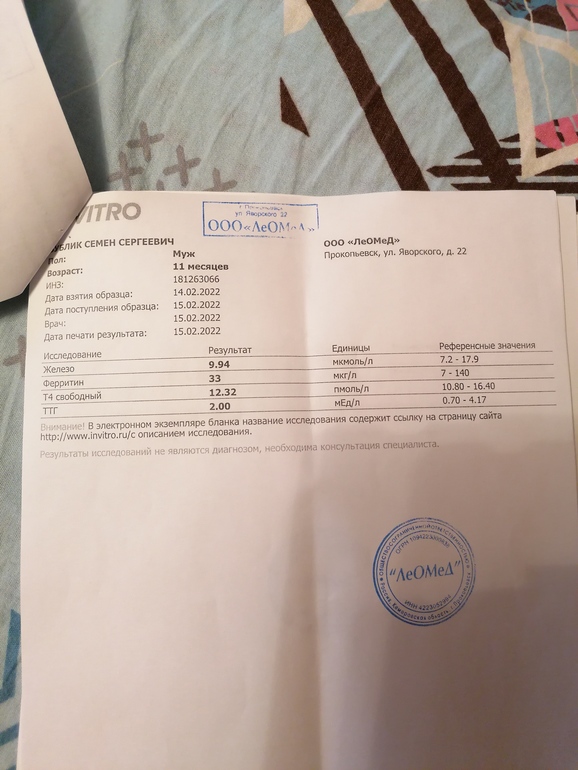 VITRO
ул. Яворского 32
ООО «ЛеОМеД»
УБЛИК СЕМЕН СЕРГЕЕВИЧ
Пол: Муж
Возраст: 11 месяцев
ИНЗ: 181263066
Дата взятия образца: 14.02.2022
Дата поступления образца: 15.02.2022
Врач: 15.02.2022
Дата печати результата: 15.02.2022
ООО «ЛеОМеД»
Прокопьевск, ул. Яворского, д. 22
Исследование Результат Единицы Референсные значения
Железо 9.94 мкмоль/л 7.2 - 17.9
Ферритин 33 мкг/л 7 - 140
Т4 свободный 12.32 пмоль/л 10.80 - 16.40
ТТГ 2.00 мЕд/л 0.70 - 4.17
Внимание! В электронном экземпляре бланка название исследования содержит ссылку на страницу сайта
http://www.invitro.ru/с описанием исследования.
Результаты исследований не являются диагнозом, необходима консультация специалиста.
"ЛеОМеД"